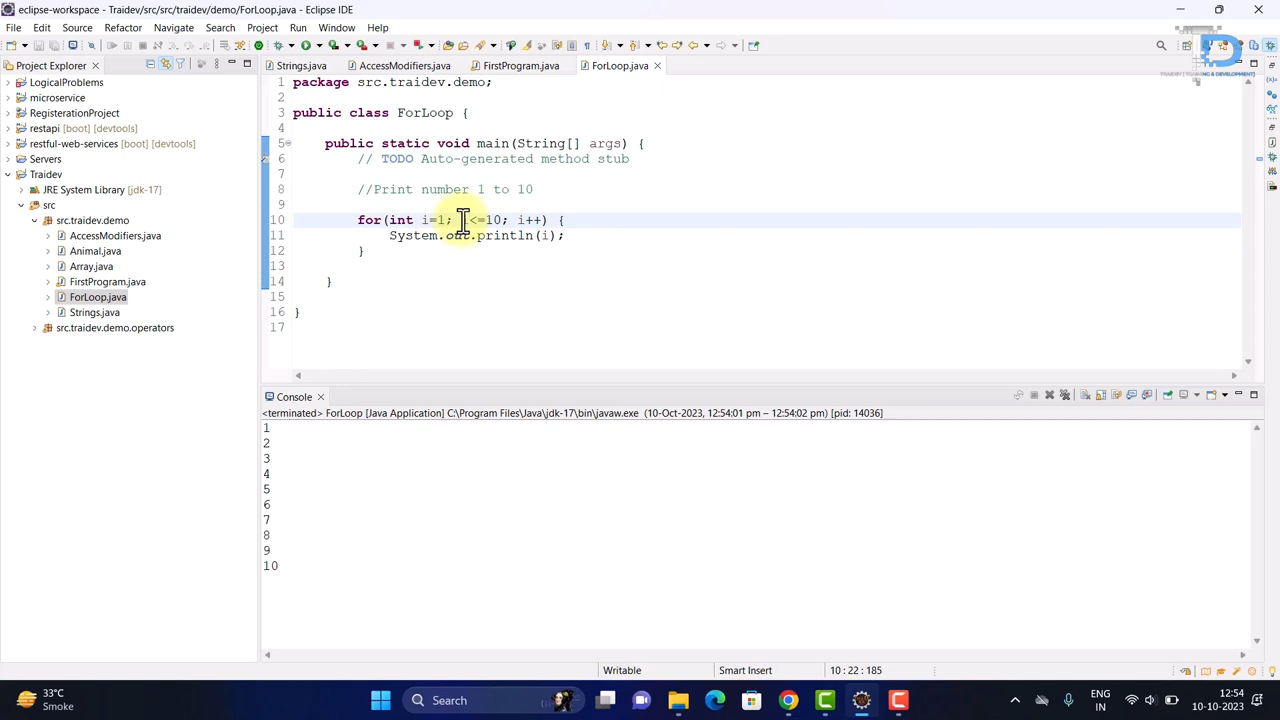 eclipse-workspace - Traidev/src/src/traidev/demo/ForLoop.java - Eclipse IDE
File Edit Source Refactor Navigate Search Project Run Window Help
Project Explorer
Strings.java AccessModifiers.java FirstProgram.java ForLoop.java
LogicalProblems
microservice
RegisterationProject
restapi [boot] [devtools]
restful-web-services [boot] [devtools]
Servers
Traidev
JRE System Library [jdk-17]
src
src.traidev.demo
AccessModifiers.java
Animal.java
Array.java
FirstProgram.java
ForLoop.java
Strings.java
src.traidev.demo.operators
1 package src.traidev.demo;
2
3 public class ForLoop {
4
5 public static void main(String[] args) {
6 // TODO Auto-generated method stub
7
8 //Print number 1 to 10
9
10 for(int i=1; <=10; i++) {
11 System.out.println(i);
12 }
13
14 }
15
16 }
17
Console
<terminated> ForLoop [Java Application] C:\Program Files\Java\jdk-17\bin\javaw.exe (10-Oct-2023, 12:54:01 pm – 12:54:02 pm) [pid: 14036]
1
2
3
4
5
6
7
8
9
10
Writable Smart Insert 10 : 22 : 185
33°C
Smoke
Search
ENG
IN
12:54
10-10-2023